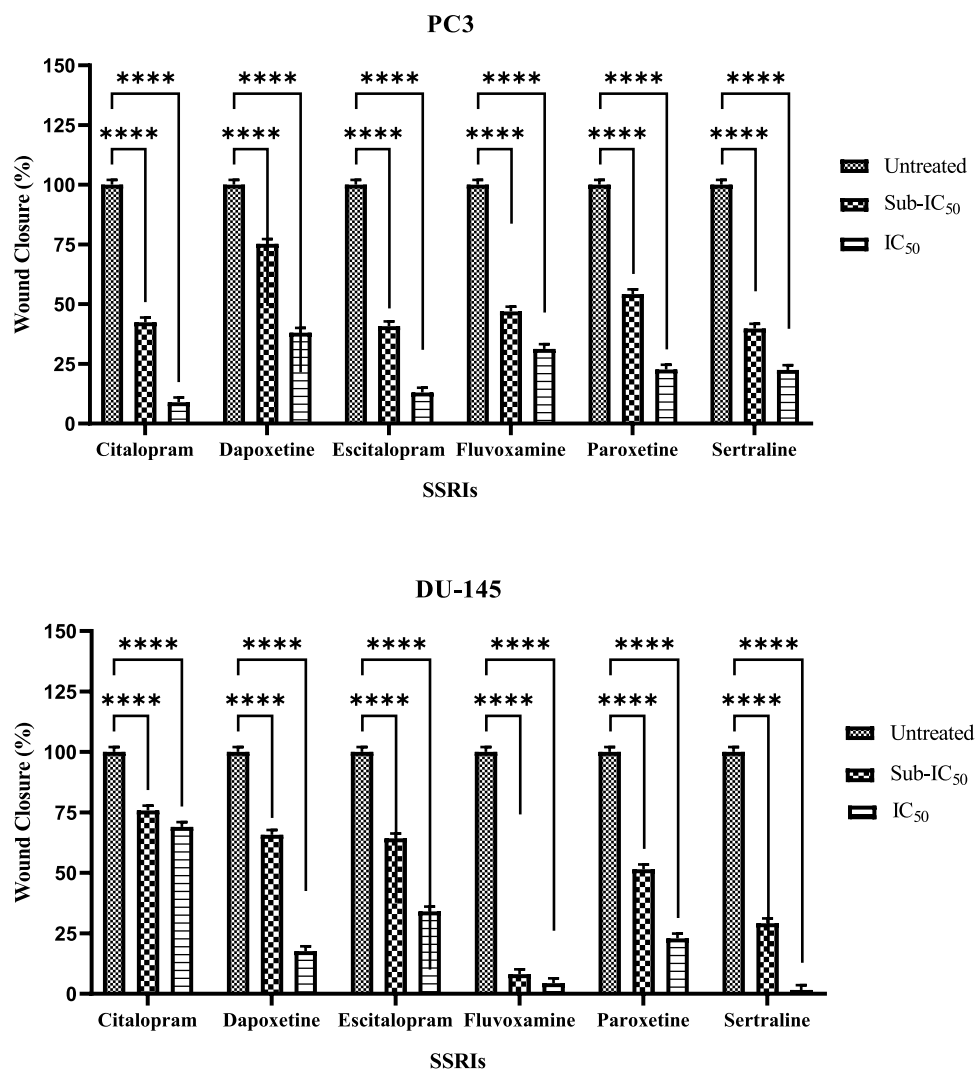 PC3
150
125
100
75
50
25
0
Wound Closure (%)
**** **** **** **** **** ****
**** **** **** **** **** ****
Untreated
Sub-IC50
IC50
Citalopram Dapoxetine Escitalopram Fluvoxamine Paroxetine Sertraline
SSRIs
DU-145
150
125
100
75
50
25
0
Wound Closure (%)
**** **** **** **** **** ****
**** **** **** **** **** ****
Untreated
Sub-IC50
IC50
Citalopram Dapoxetine Escitalopram Fluvoxamine Paroxetine Sertraline
SSRIs